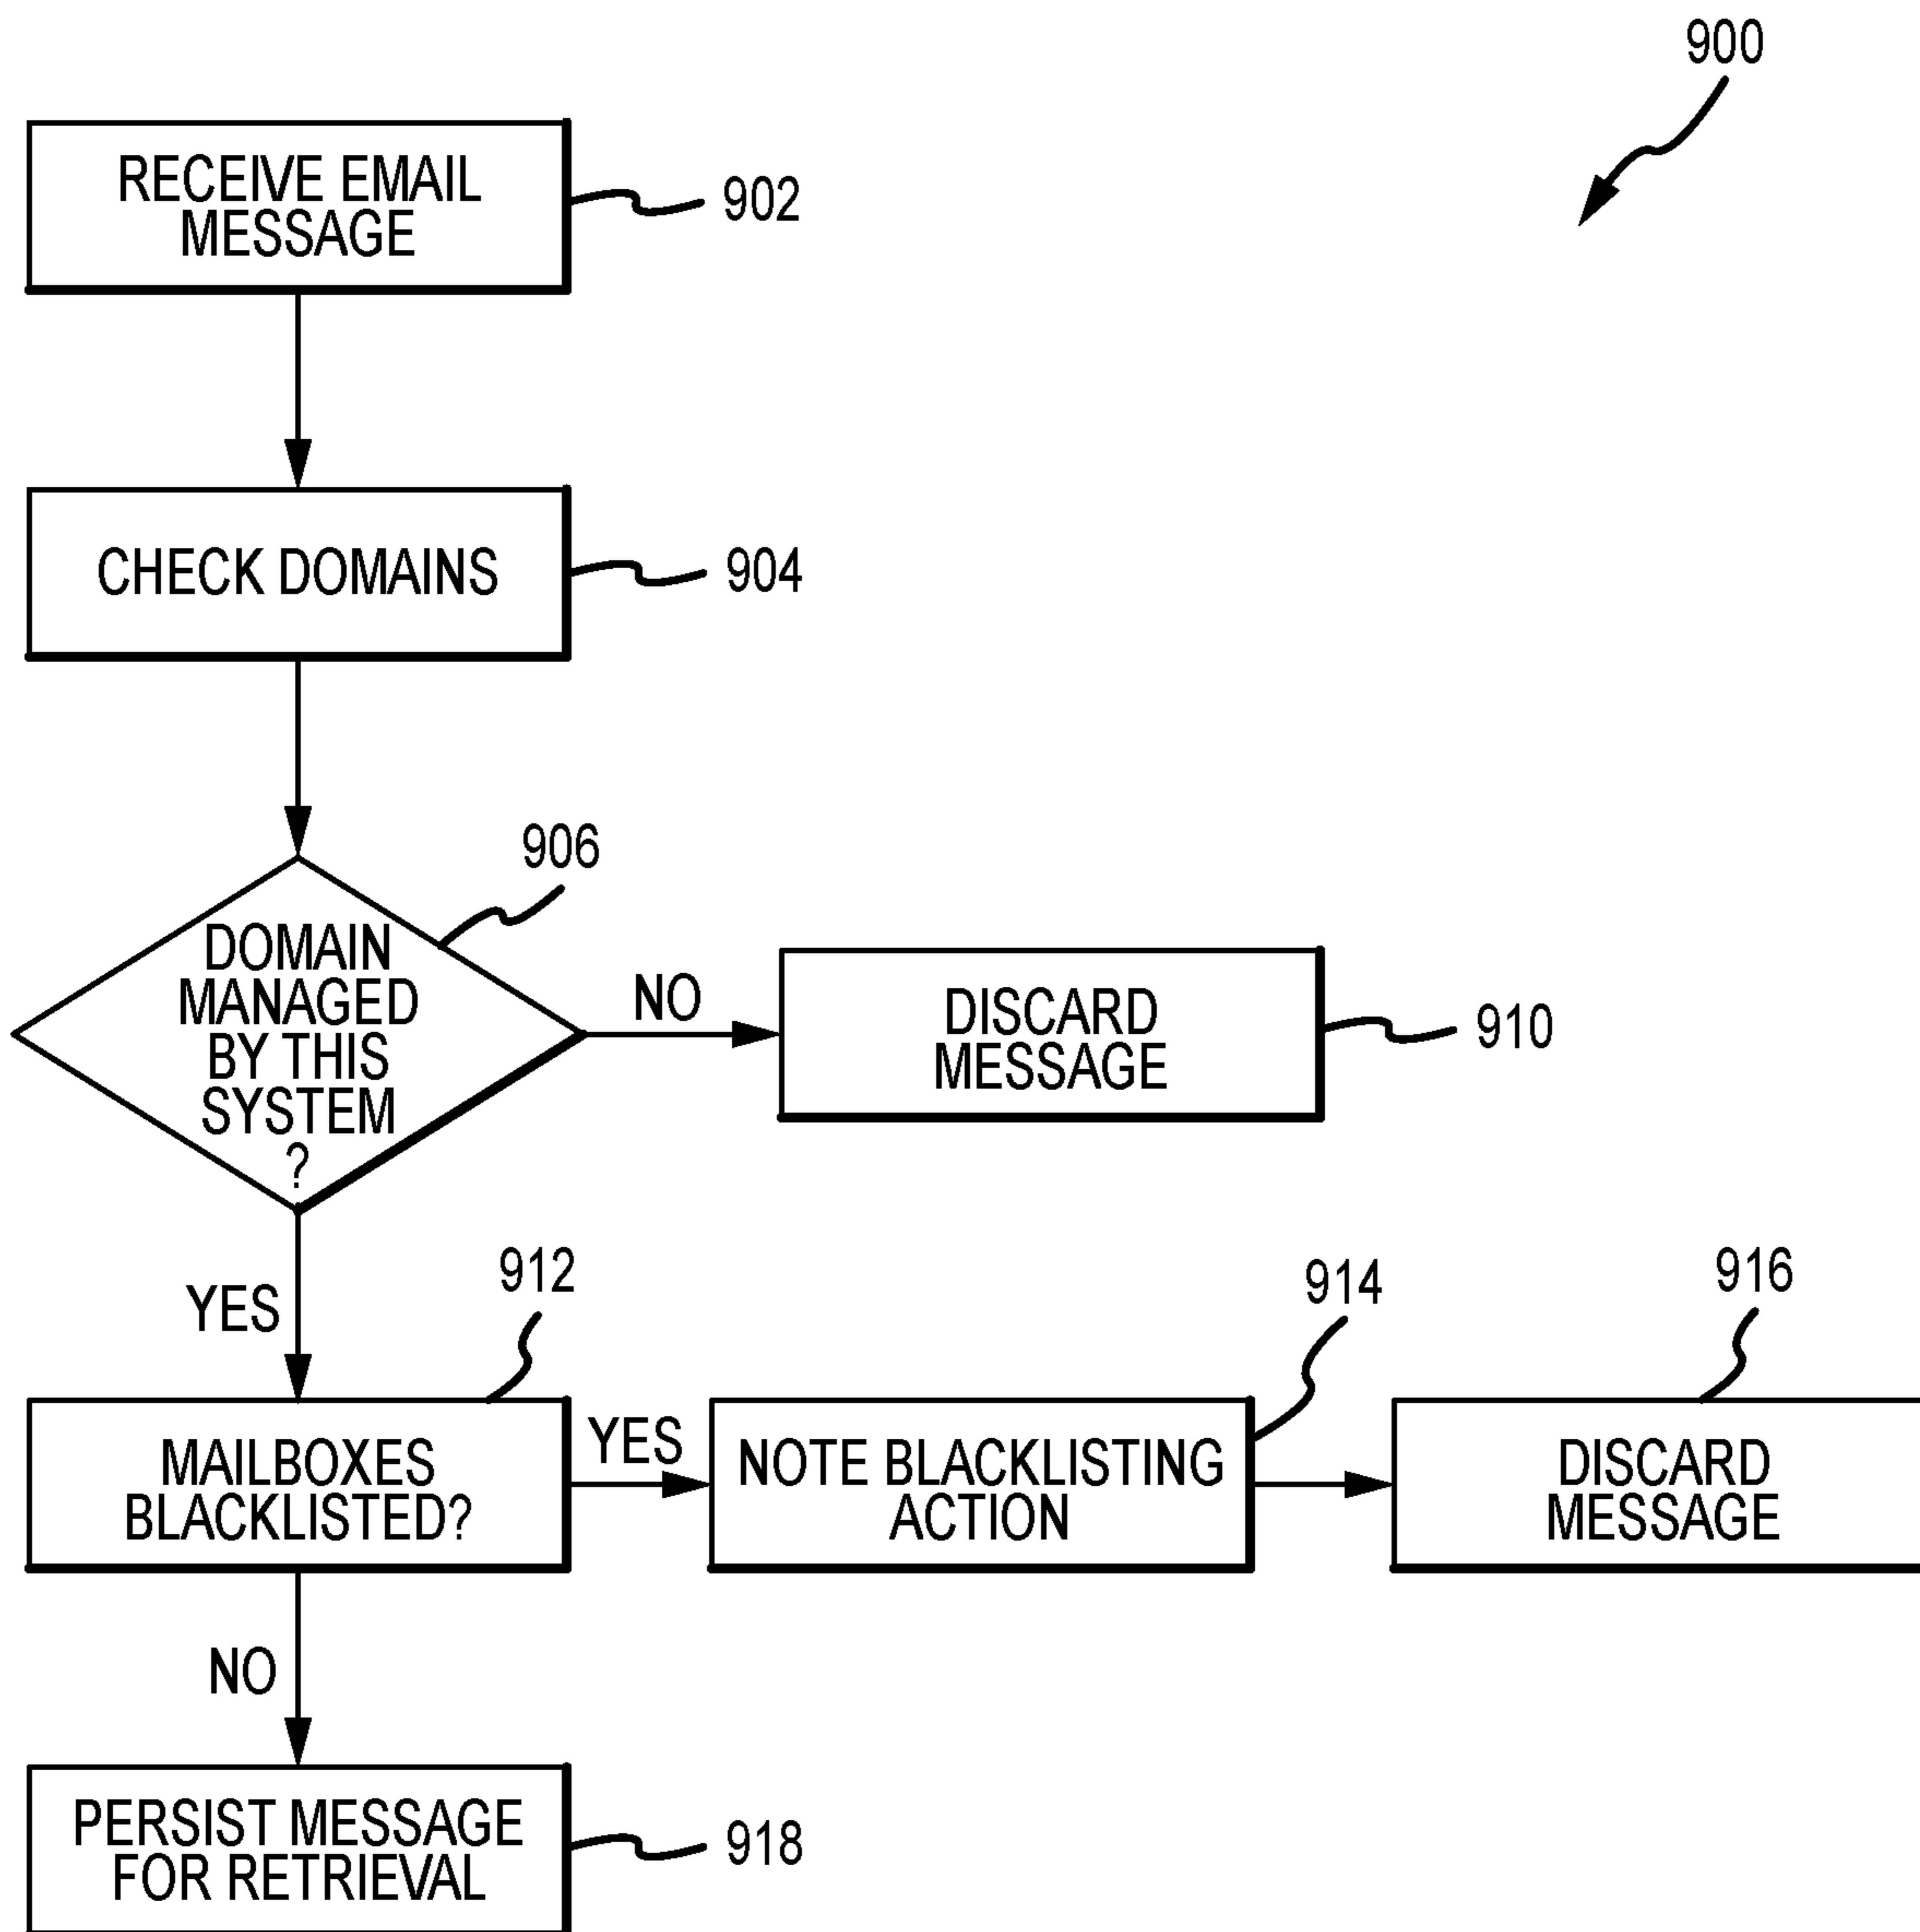 900
RECEIVE EMAIL
MESSAGE
902
CHECK DOMAINS
904
906
DOMAIN
MANAGED
BY THIS
SYSTEM
?
NO
DISCARD
MESSAGE
910
YES
912
914
916
MAILBOXES
BLACKLISTED?
YES
NOTE BLACKLISTING
ACTION
DISCARD
MESSAGE
NO
PERSIST MESSAGE
FOR RETRIEVAL
918